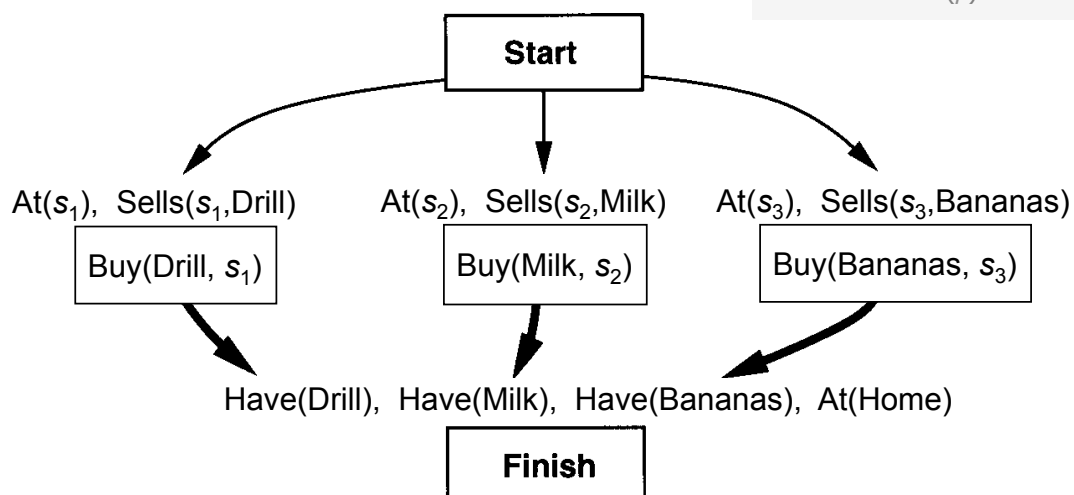 Start
At(s₁), Sells(s₁,Drill) At(s₂), Sells(s₂,Milk) At(s₃), Sells(s₃,Bananas)
Buy(Drill, s₁) Buy(Milk, s₂) Buy(Bananas, s₃)
Have(Drill), Have(Milk), Have(Bananas), At(Home)
Finish